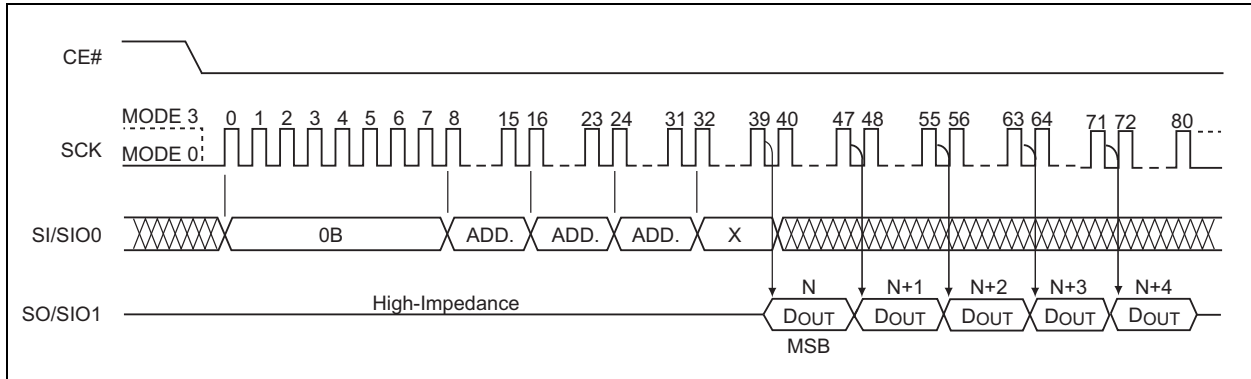 CE#
MODE 3 0 1 2 3 4 5 6 7 8 15 16 23 24 31 32 39 40 47 48 55 56 63 64 71 72 80
SCK MODE 0
SI/SIO0 0B ADD. ADD. ADD. X
N N+1 N+2 N+3 N+4
SO/SIO1 High-Impedance DOUT DOUT DOUT DOUT DOUT
MSB